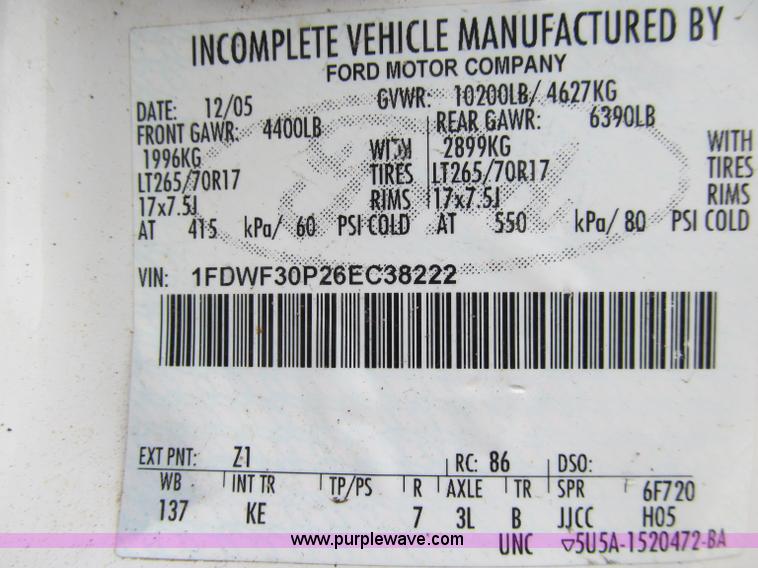 INCOMPLETE VEHICLE MANUFACTURED BY
FORD MOTOR COMPANY
DATE: 12/05 GVWR: 10200LB/ 4627KG
FRONT GAWR: 4400LB REAR GAWR: 6390LB
1996KG WITH 2899KG WITH
LT265/70R17 TIRES LT265/70R17 TIRES
17x7.5J RIMS 17x7.5J RIMS
AT 415 kPa/ 60 PSI COLD AT 550 kPa/ 80 PSI COLD
VIN: 1FDWF30P26EC38222
EXT PNT: Z1 RC: 86 DSO:
WB INT TR TP/PS R AXLE TR SPR 6F720
137 KE 7 3L B JJCC H05
UNC ▽5U5A-1520472-BA
www.purplewave.com